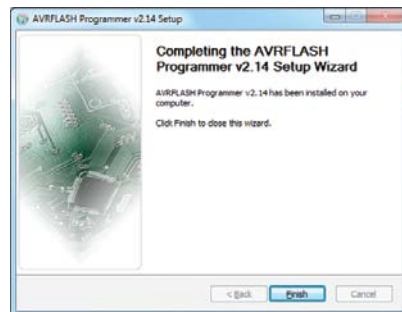 AVRFLASH Programmer v2.14 Setup
Completing the AVRFLASH
Programmer v2.14 Setup Wizard
AVRFLASH Programmer v2.14 has been installed on your
computer.
Click Finish to close this wizard.
< Back
Finish
Cancel